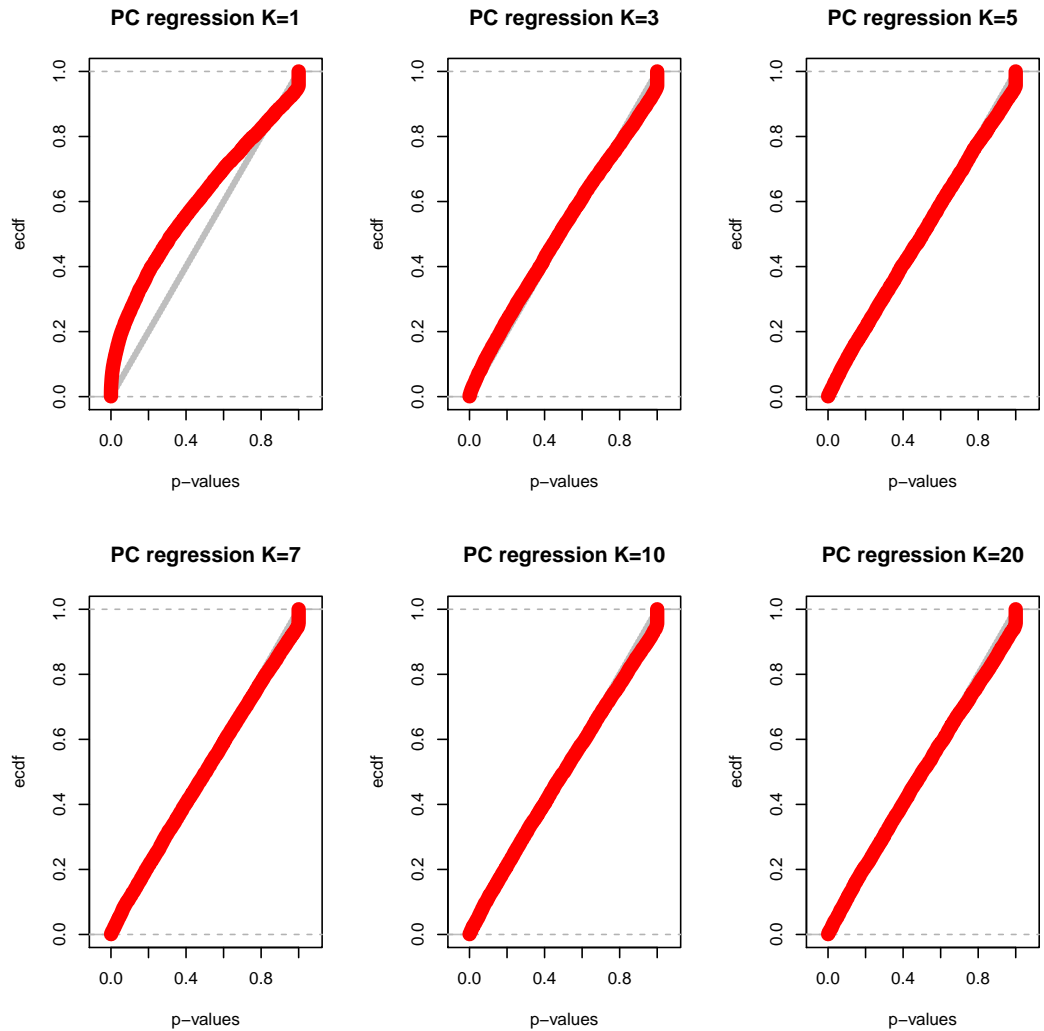 PC regression K=1
ecdf
0.0 0.2 0.4 0.6 0.8 1.0
0.0 0.4 0.8
p−values
PC regression K=3
ecdf
0.0 0.2 0.4 0.6 0.8 1.0
0.0 0.4 0.8
p−values
PC regression K=5
ecdf
0.0 0.2 0.4 0.6 0.8 1.0
0.0 0.4 0.8
p−values
PC regression K=7
ecdf
0.0 0.2 0.4 0.6 0.8 1.0
0.0 0.4 0.8
p−values
PC regression K=10
ecdf
0.0 0.2 0.4 0.6 0.8 1.0
0.0 0.4 0.8
p−values
PC regression K=20
ecdf
0.0 0.2 0.4 0.6 0.8 1.0
0.0 0.4 0.8
p−values